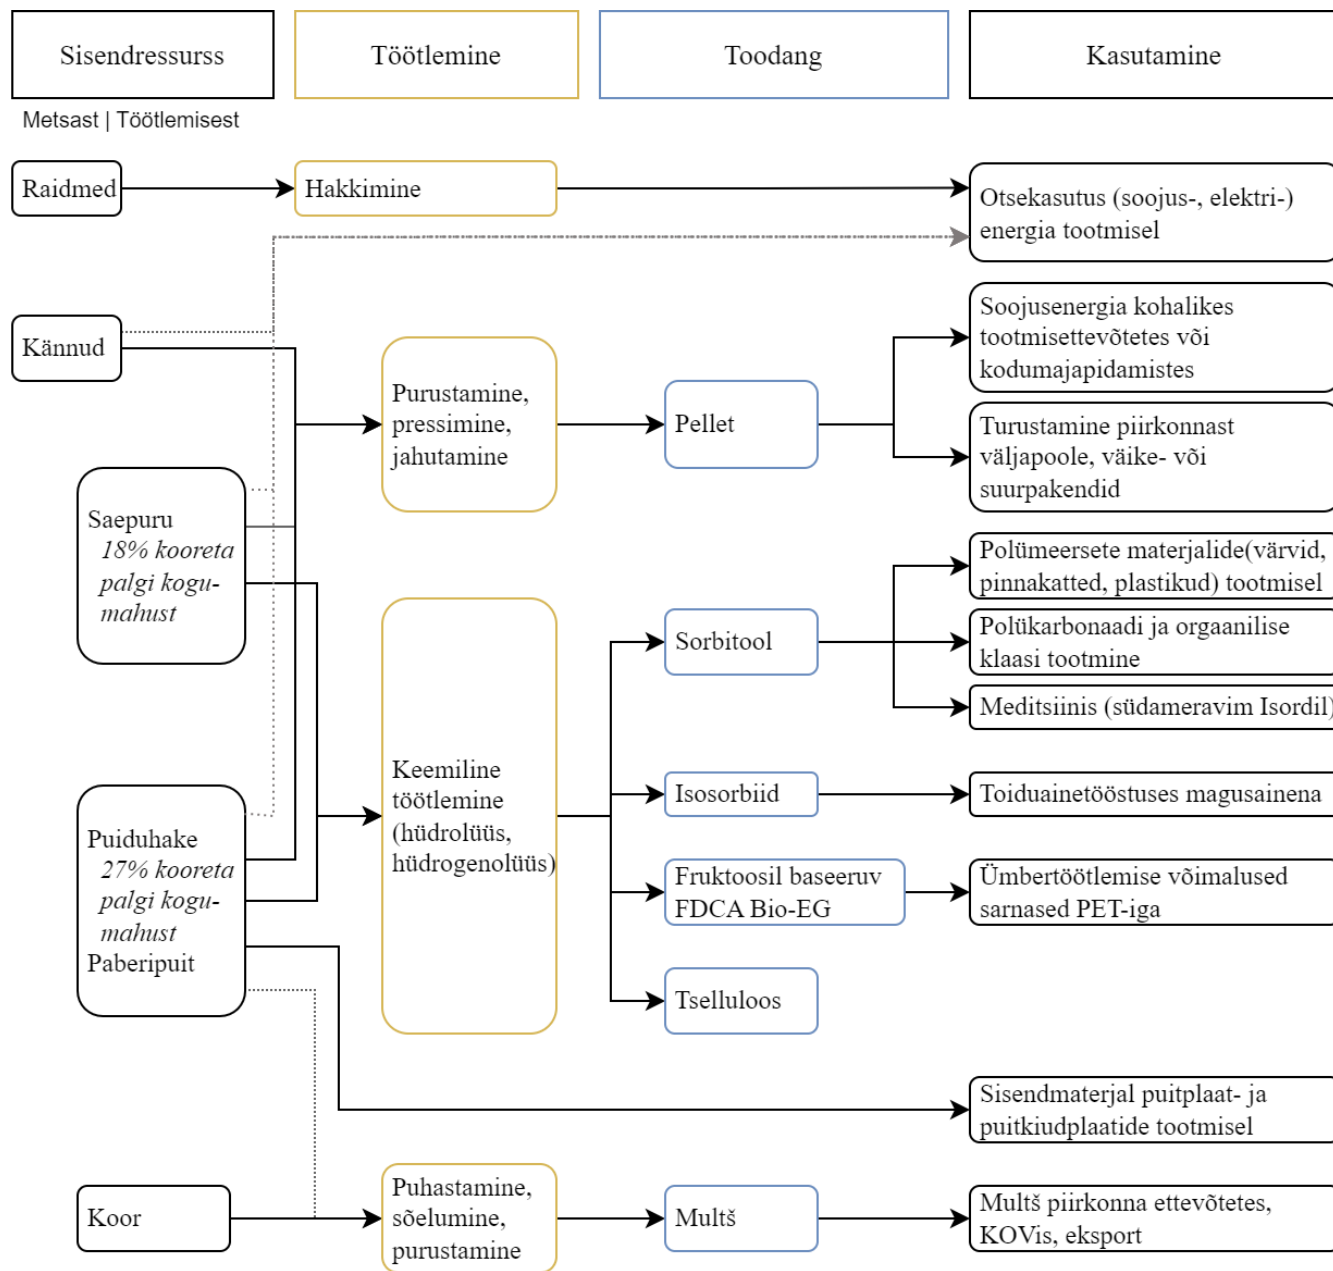 Sisendressurss
Töötlemine
Toodang
Kasutamine
Metsast | Töötlemisest
Raidmed
Hakkimine
Otsekasutus (soojus-, elektri-)
energia tootmisel
Kännud
Purustamine,
pressimine,
jahutamine
Pellet
Soojusenergia kohalikes
tootmisettevõtetes või
kodumajapidamistes
Turustamine piirkonnast
väljapoole, väike- või
suurpakendid
Saepuru
18% kooreta
palgi kogu-
mahust
Polümeersete materjalide(värvid,
pinnakatted, plastikud) tootmisel
Sorbitool
Polükarbonaadi ja orgaanilise
klaasi tootmine
Meditsiinis (südameravim Isordil)
Puiduhake
27% kooreta
palgi kogu-
mahust
Paberipuit
Keemiline
töötlemine
(hüdrolüüs,
hüdrogenolüüs)
Isosorbiid
Toiduainetööstuses magusainena
Fruktoosil baseeruv
FDCA Bio-EG
Ümbertöötlemise võimalused
sarnased PET-iga
Tselluloos
Sisendmaterjal puitplaat- ja
puitkiudplaatide tootmisel
Koor
Puhastamine,
sõelumine,
purustamine
Multš
Multš piirkonna ettevõtetes,
KOVis, eksport